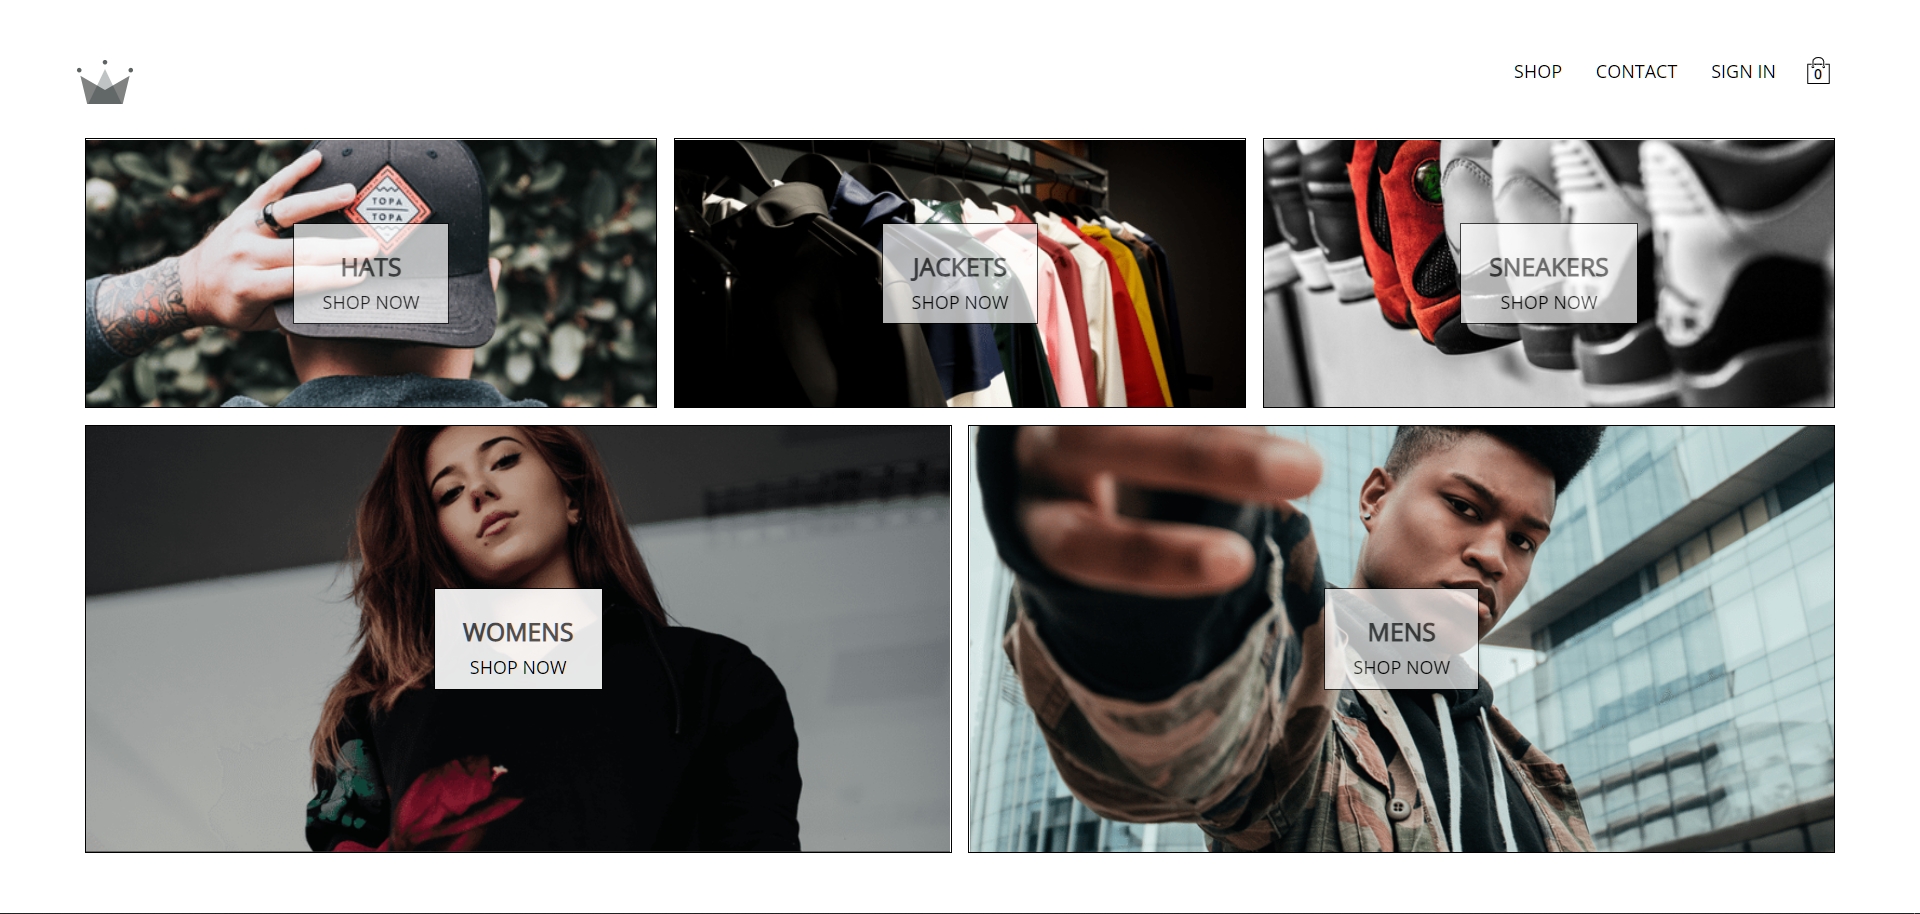 SHOP
CONTACT
SIGN IN
0
TOPA
TOPA
HATS
SHOP NOW
JACKETS
SHOP NOW
SNEAKERS
SHOP NOW
WOMENS
SHOP NOW
MENS
SHOP NOW